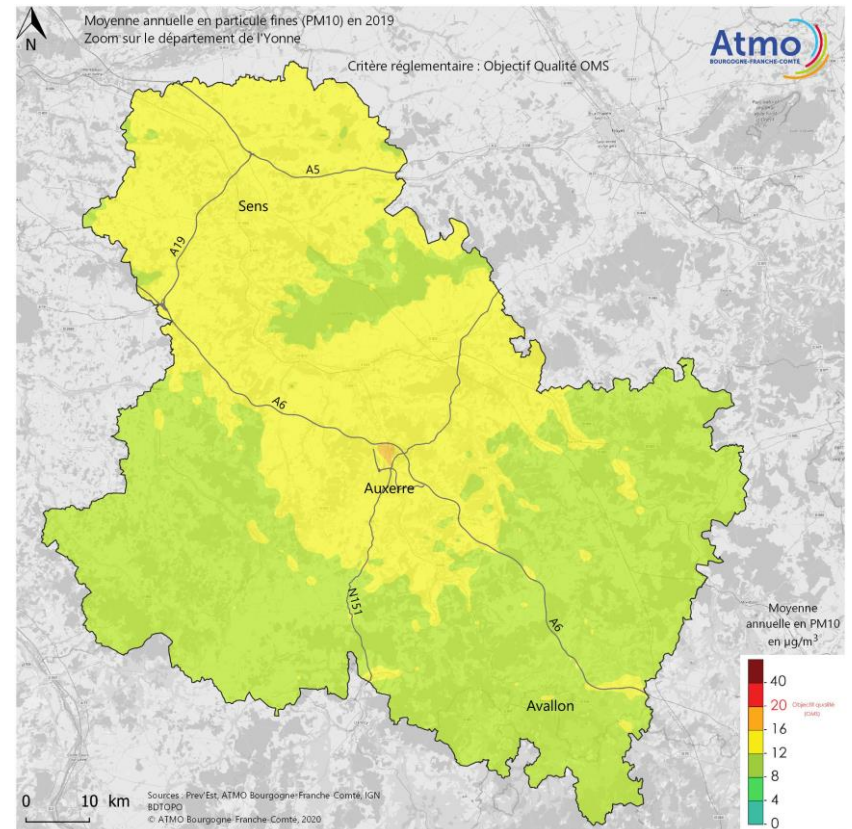 Moyenne annuelle en particule fines (PM10) en 2019
Zoom sur le département de l'Yonne
N
Critère réglementaire : Objectif Qualité OMS
Atmo
BOURGOGNE-FRANCHE-COMTÉ
A5
Sens
A19
A6
Auxerre
N151
A6
Avallon
Moyenne
annuelle en PM10
en µg/m³
40
20 Objectif qualité
(OMS)
16
12
8
4
0
0 10 km
Sources : Prev'Est, ATMO Bourgogne-Franche-Comté, IGN
BDTOPO
© ATMO Bourgogne-Franche-Comté, 2020